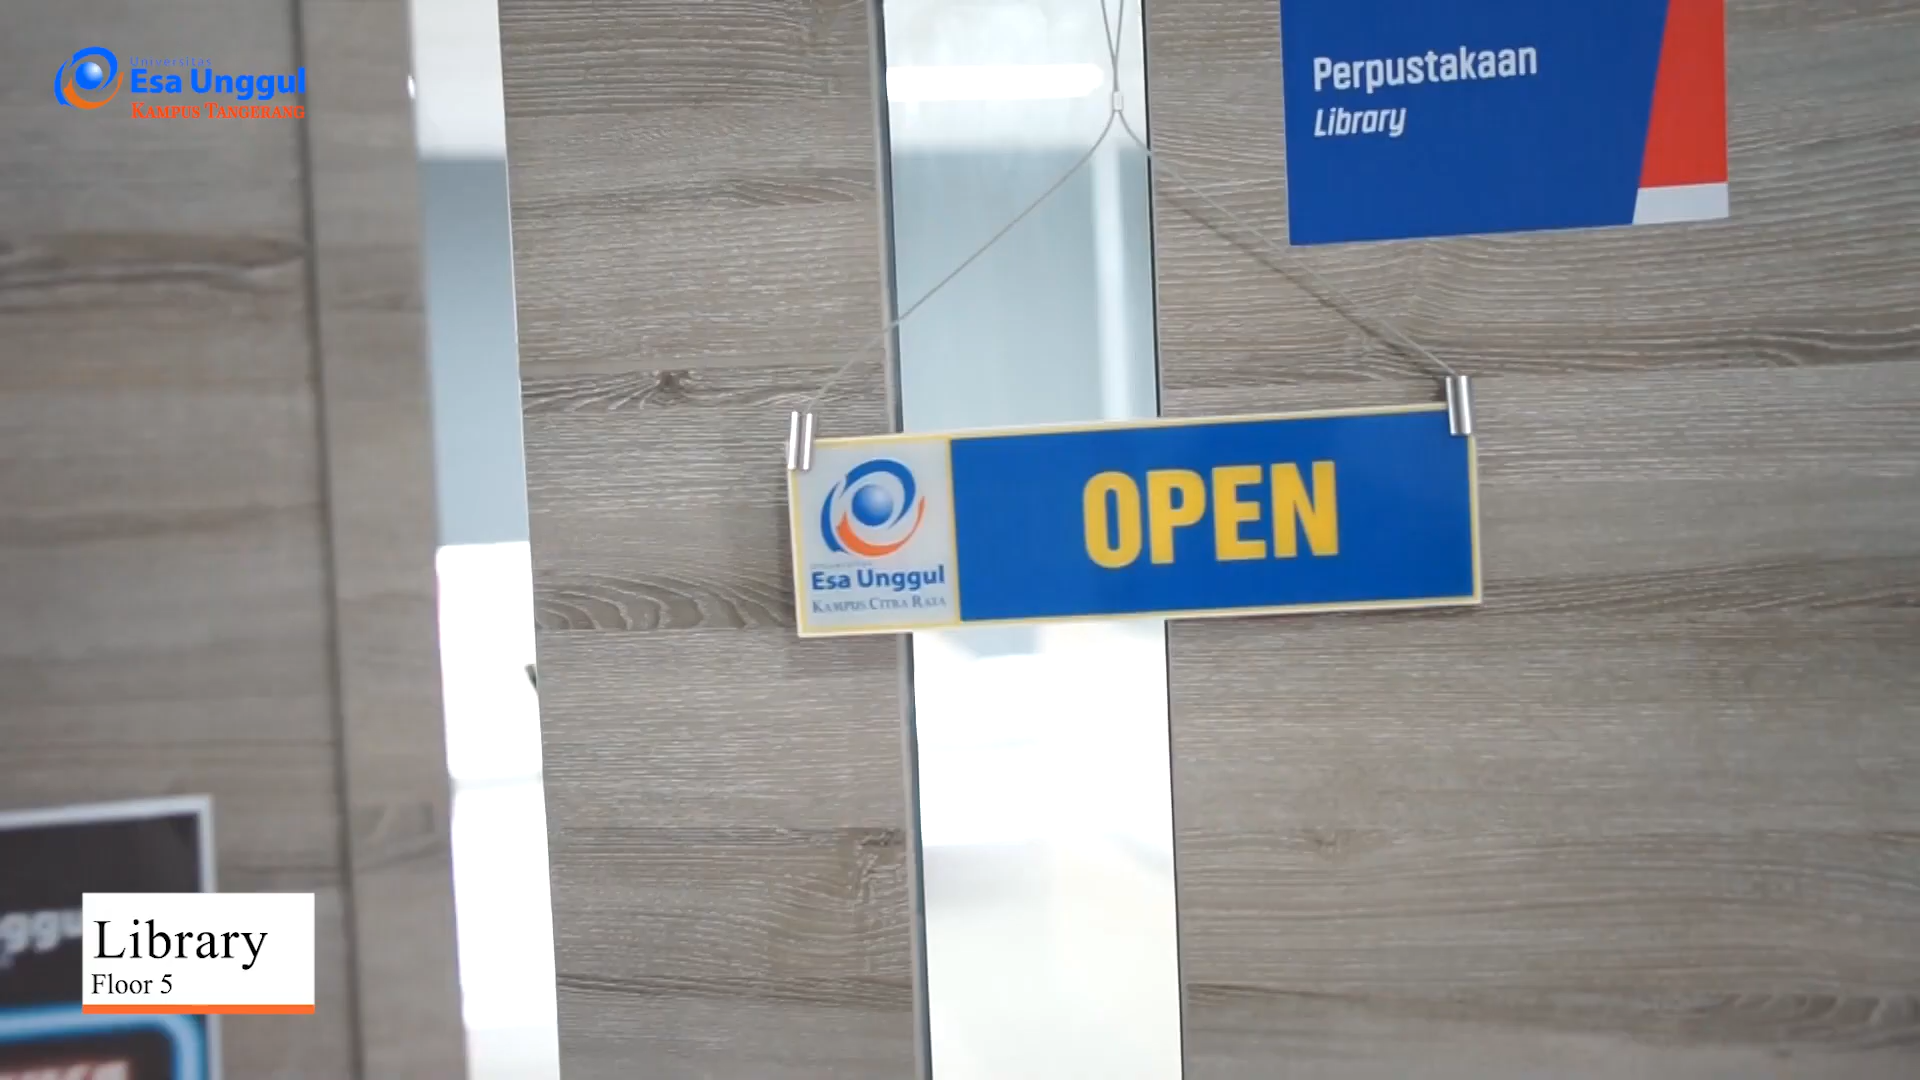 Universitas
Esa Unggul
KAMPUS TANGERANG
Perpustakaan
Library
OPEN
Esa Unggul
KAMPUS CITRA RAYA
Library
Floor 5